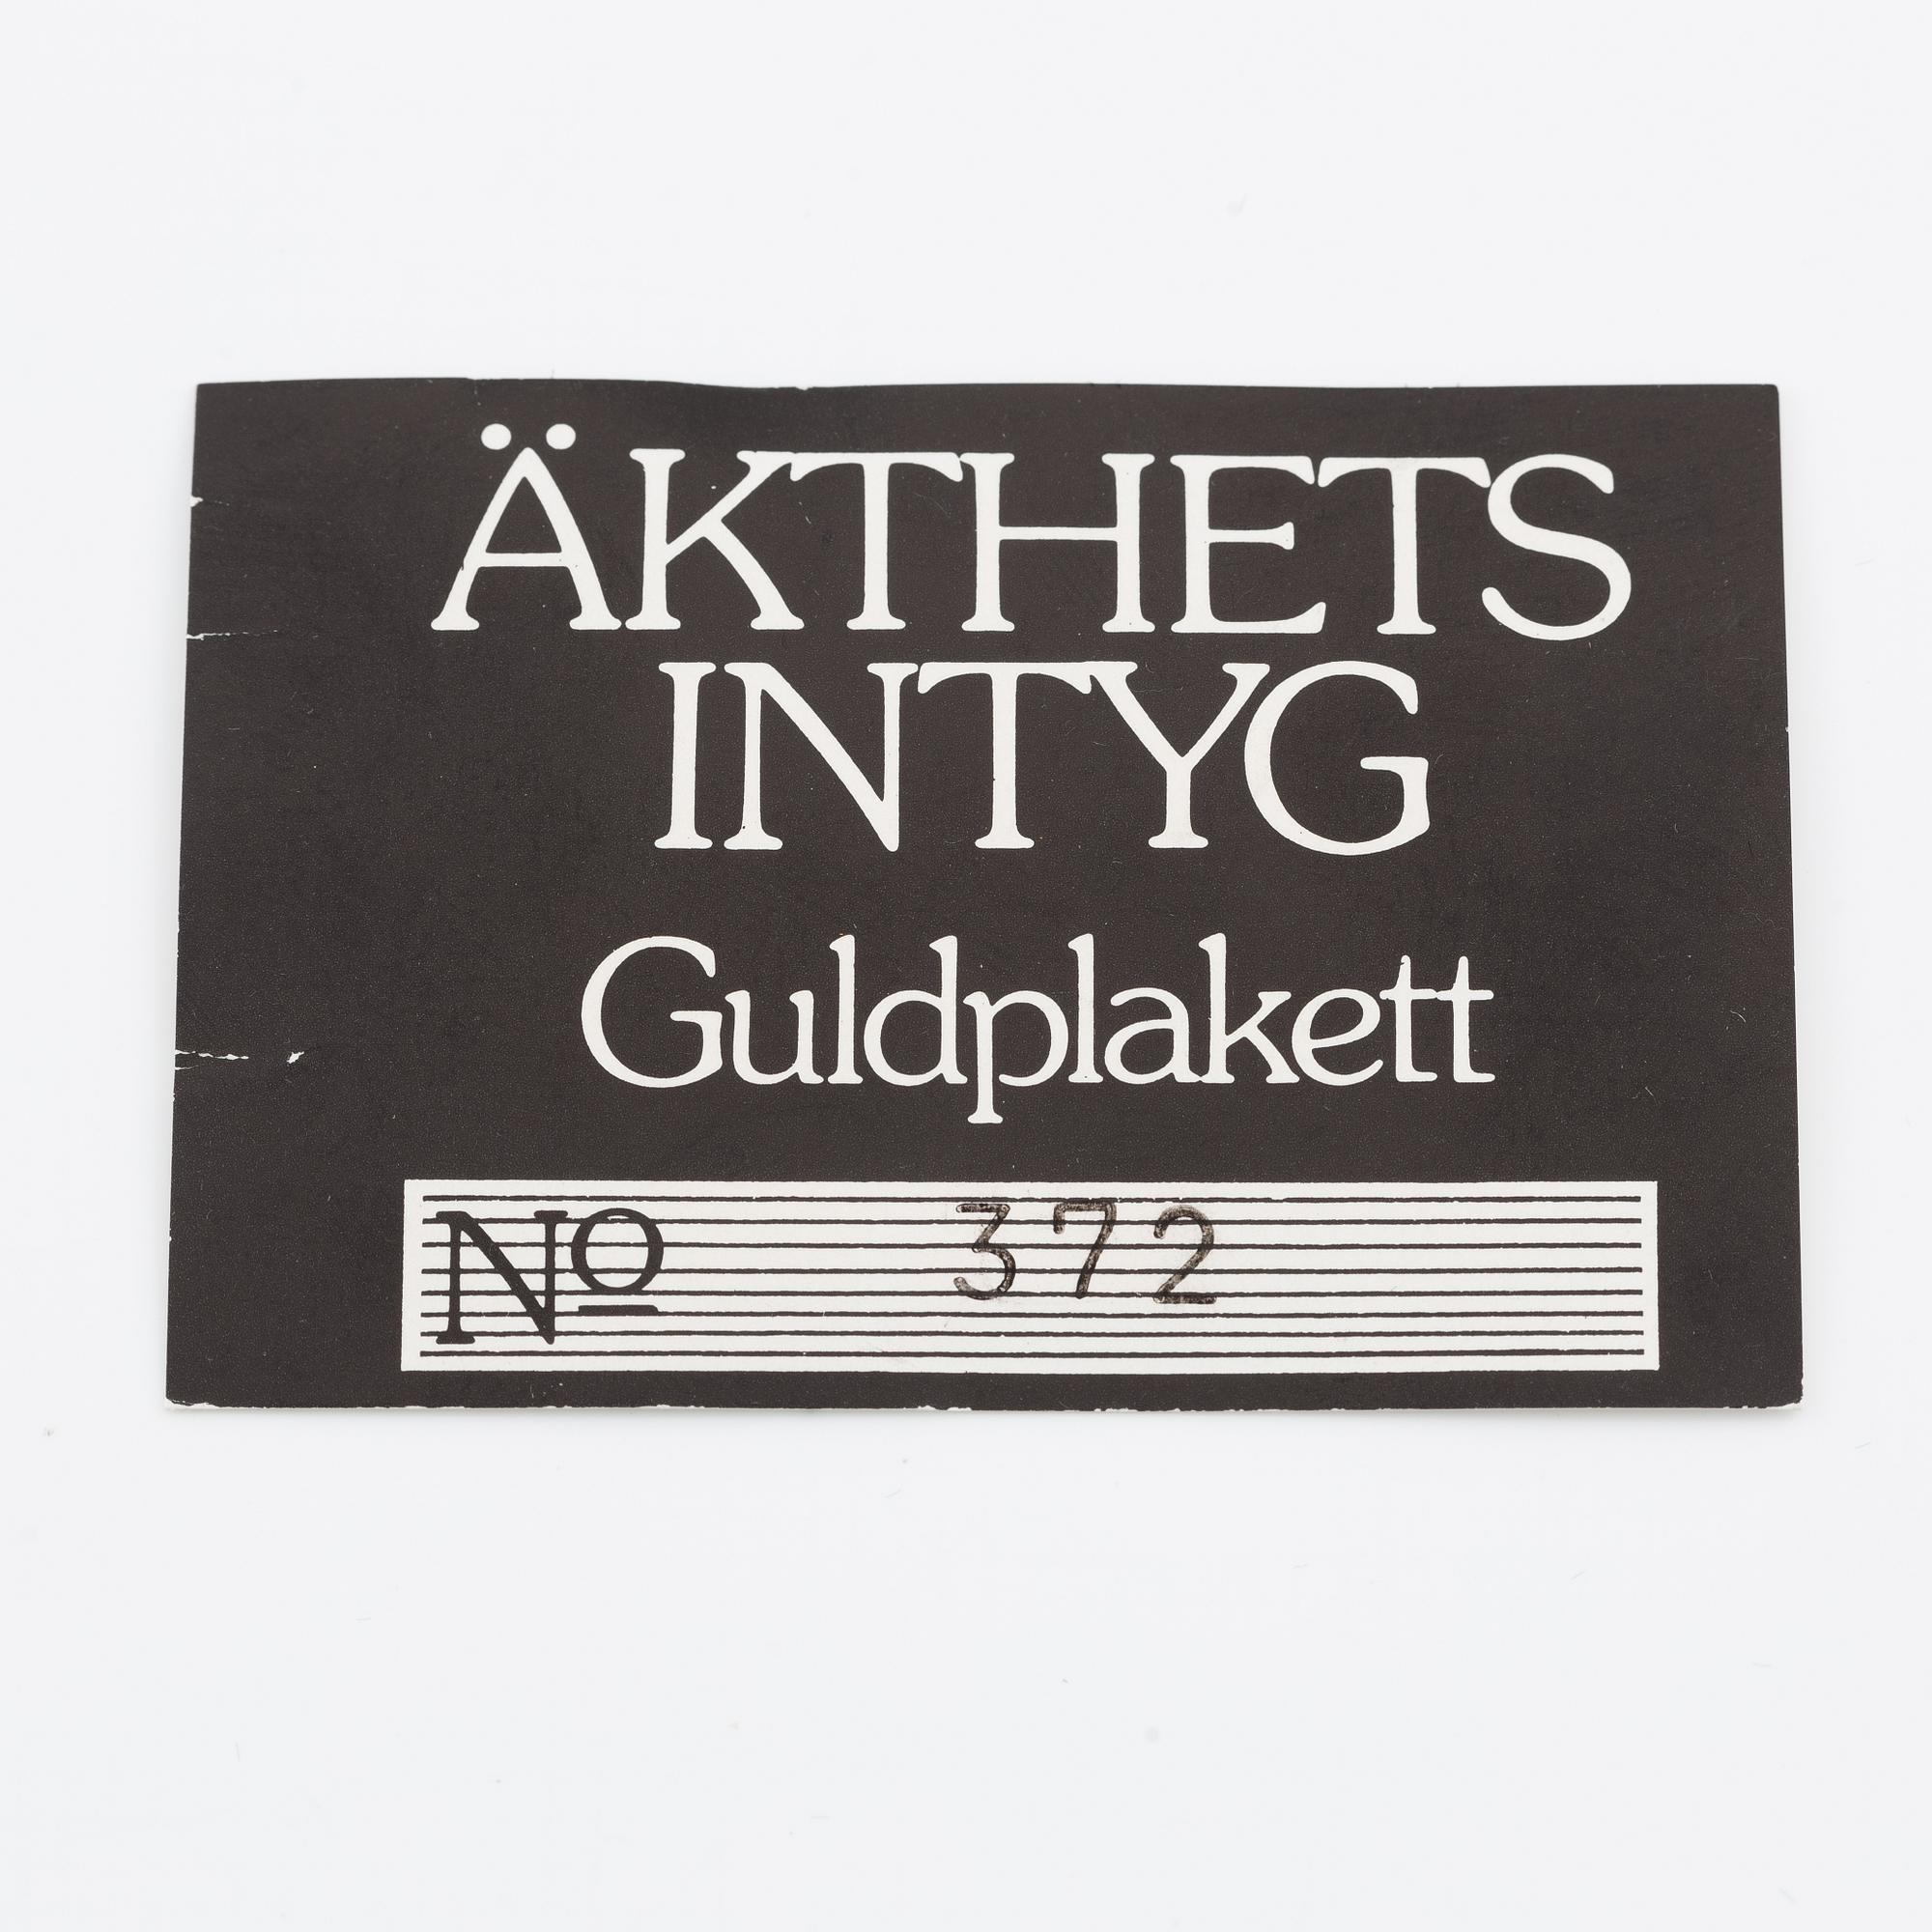 ÄKTHETS
INTYG
Guldplakett
Nº 372